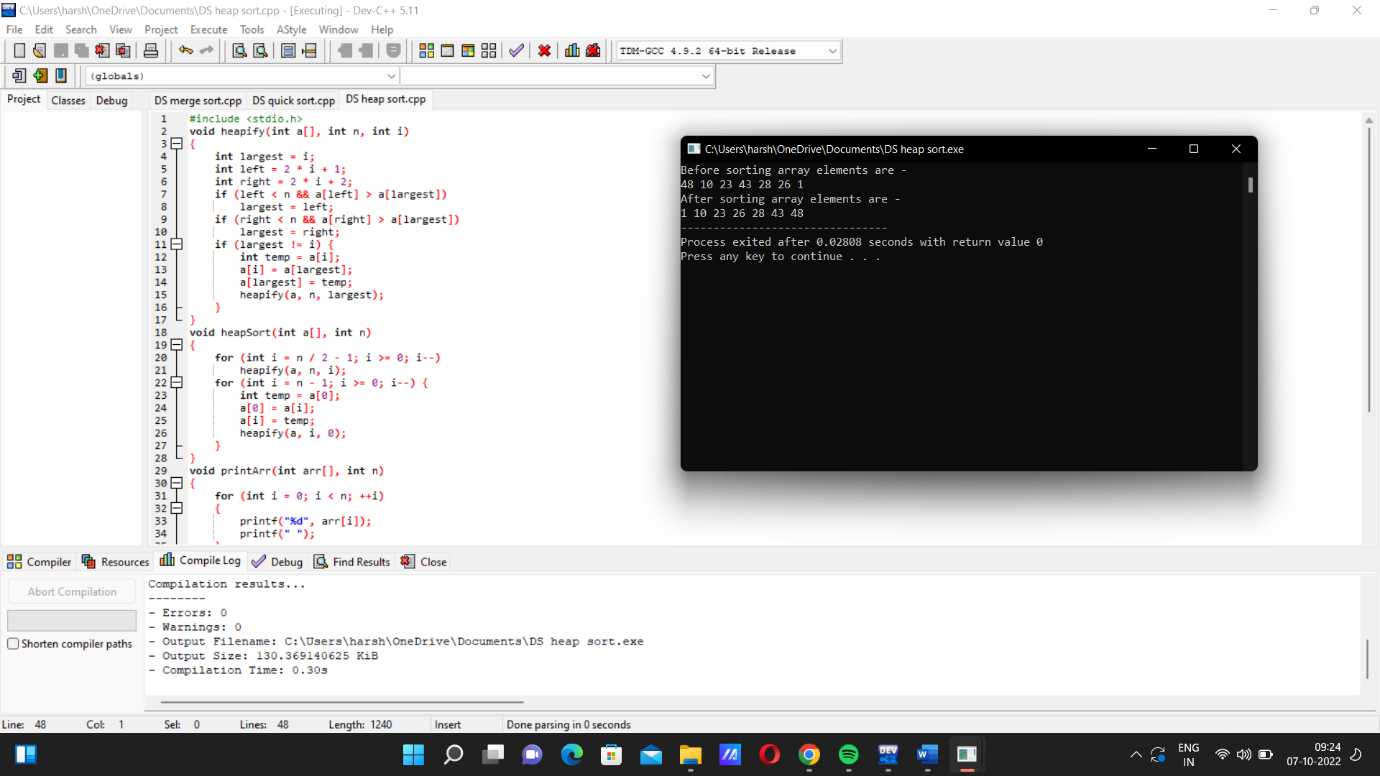 C:\Users\harsh\OneDrive\Documents\DS heap sort.cpp - [Executing] - Dev-C++ 5.11
File Edit Search View Project Execute Tools AStyle Window Help
TDM-GCC 4.9.2 64-bit Release
(globals)
Project Classes Debug
DS merge sort.cpp DS quick sort.cpp DS heap sort.cpp
1 #include <stdio.h>
2 void heapify(int a[], int n, int i)
3 {
4 int largest = i;
5 int left = 2 * i + 1;
6 int right = 2 * i + 2;
7 if (left < n && a[left] > a[largest])
8 largest = left;
9 if (right < n && a[right] > a[largest])
10 largest = right;
11 if (largest != i) {
12 int temp = a[i];
13 a[i] = a[largest];
14 a[largest] = temp;
15 heapify(a, n, largest);
16 }
17 }
18 void heapSort(int a[], int n)
19 {
20 for (int i = n / 2 - 1; i >= 0; i--)
21 heapify(a, n, i);
22 for (int i = n - 1; i >= 0; i--) {
23 int temp = a[0];
24 a[0] = a[i];
25 a[i] = temp;
26 heapify(a, i, 0);
27 }
28 }
29 void printArr(int arr[], int n)
30 {
31 for (int i = 0; i < n; ++i)
32 {
33 printf("%d", arr[i]);
34 printf(" ");
C:\Users\harsh\OneDrive\Documents\DS heap sort.exe
Before sorting array elements are -
48 10 23 43 28 26 1
After sorting array elements are -
1 10 23 26 28 43 48
--------------------------------
Process exited after 0.02808 seconds with return value 0
Press any key to continue . . .
Compiler Resources Compile Log Debug Find Results Close
Abort Compilation
Shorten compiler paths
Compilation results...
--------
- Errors: 0
- Warnings: 0
- Output Filename: C:\Users\harsh\OneDrive\Documents\DS heap sort.exe
- Output Size: 130.369140625 KiB
- Compilation Time: 0.30s
Line: 48 Col: 1 Sel: 0 Lines: 48 Length: 1240 Insert Done parsing in 0 seconds
DEV
ENG
IN
09:24
07-10-2022